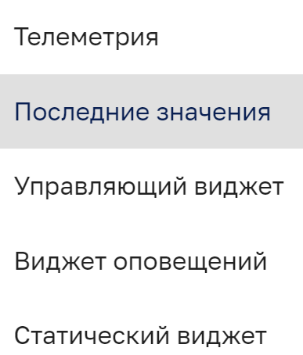 Телеметрия
Последние значения
Управляющий виджет
Виджет оповещений
Статический виджет